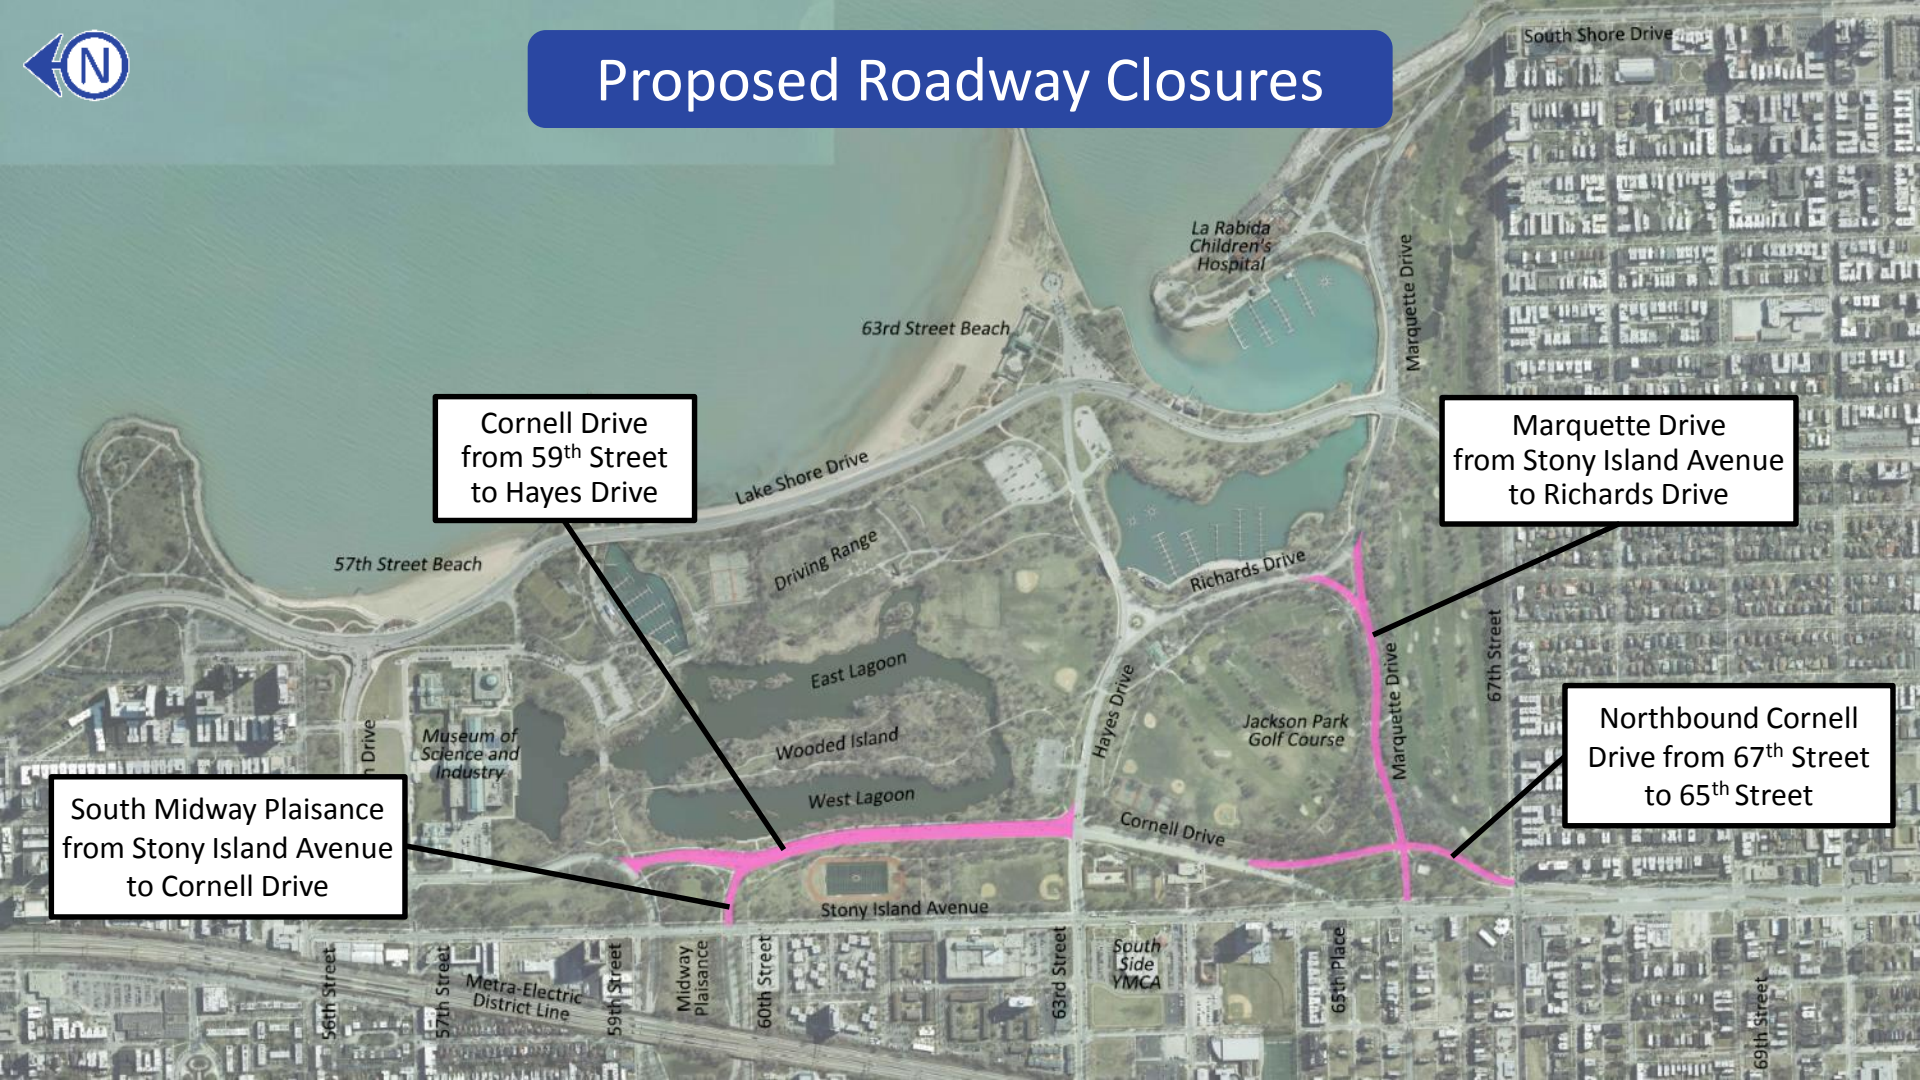 N
Proposed Roadway Closures
South Shore Drive
La Rabida
Children's
Hospital
Marquette Drive
63rd Street Beach
Cornell Drive
from 59th Street
to Hayes Drive
Marquette Drive
from Stony Island Avenue
to Richards Drive
Lake Shore Drive
57th Street Beach
Driving Range
Richards Drive
East Lagoon
67th Street
Marquette Drive
Hayes Drive
Museum of
Science and
Industry
Wooded Island
Jackson Park
Golf Course
Northbound Cornell
Drive from 67th Street
to 65th Street
Drive
South Midway Plaisance
from Stony Island Avenue
to Cornell Drive
West Lagoon
Cornell Drive
Stony Island Avenue
56th Street
57th Street
Metra-Electric
District Line
59th Street
Midway
Plaisance
60th Street
63rd Street
South
Side
YMCA
65th Place
69th Street